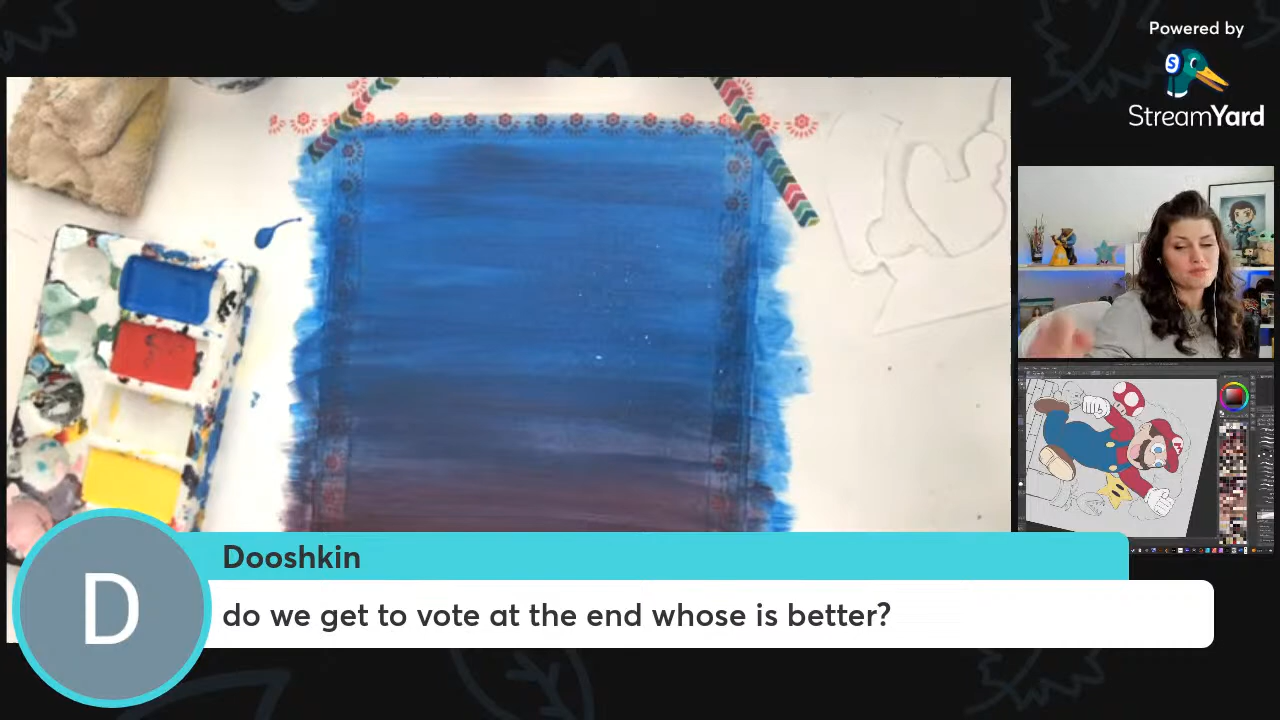 Powered by
StreamYard
Dooshkin
D
do we get to vote at the end whose is better?